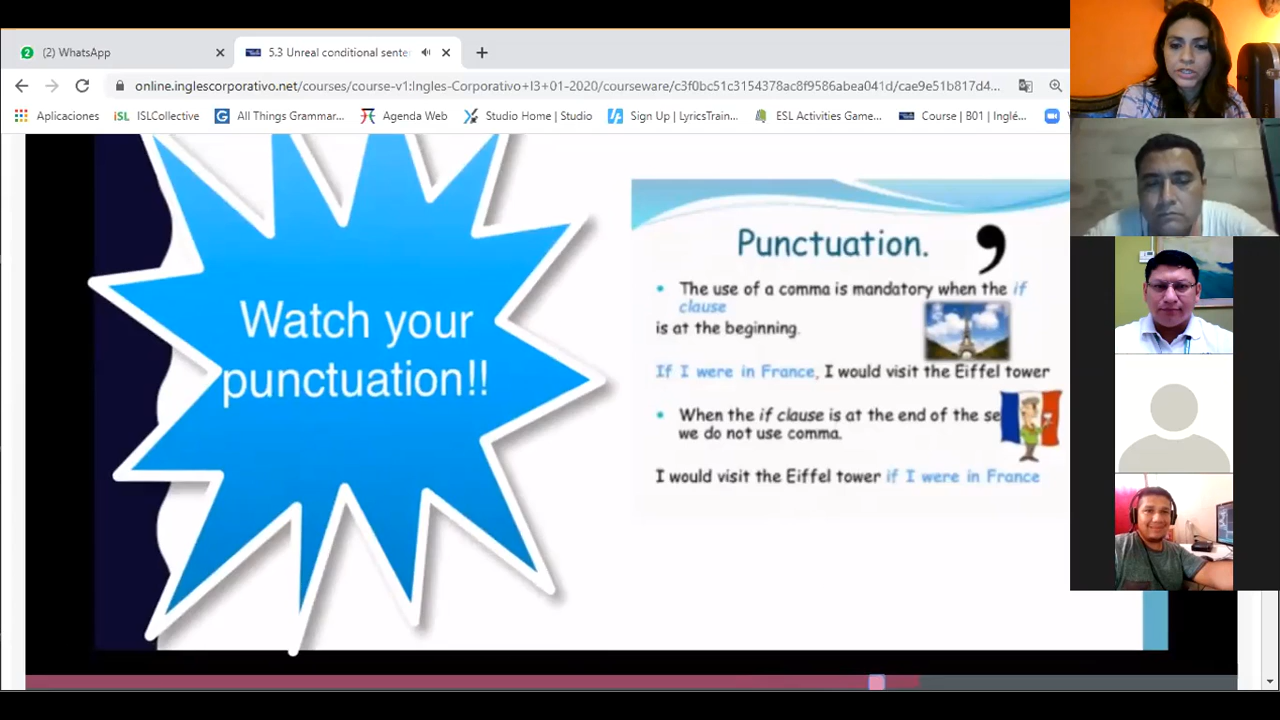 (2) WhatsApp
5.3 Unreal conditional senter
online.inglescorporativo.net/courses/course-v1:Ingles-Corporativo+I3+01-2020/courseware/c3f0bc51c3154378ac8f9586abea041d/cae9e51b817d4...
Aplicaciones
ISLCollective
All Things Grammar...
Agenda Web
Studio Home | Studio
Sign Up | LyricsTrain...
ESL Activities Game...
Course | B01 | Inglé...
Watch your
punctuation!!
Punctuation. ,
• The use of a comma is mandatory when the if
clause
is at the beginning.
If I were in France, I would visit the Eiffel tower
• When the if clause is at the end of the se
we do not use comma.
I would visit the Eiffel tower if I were in France